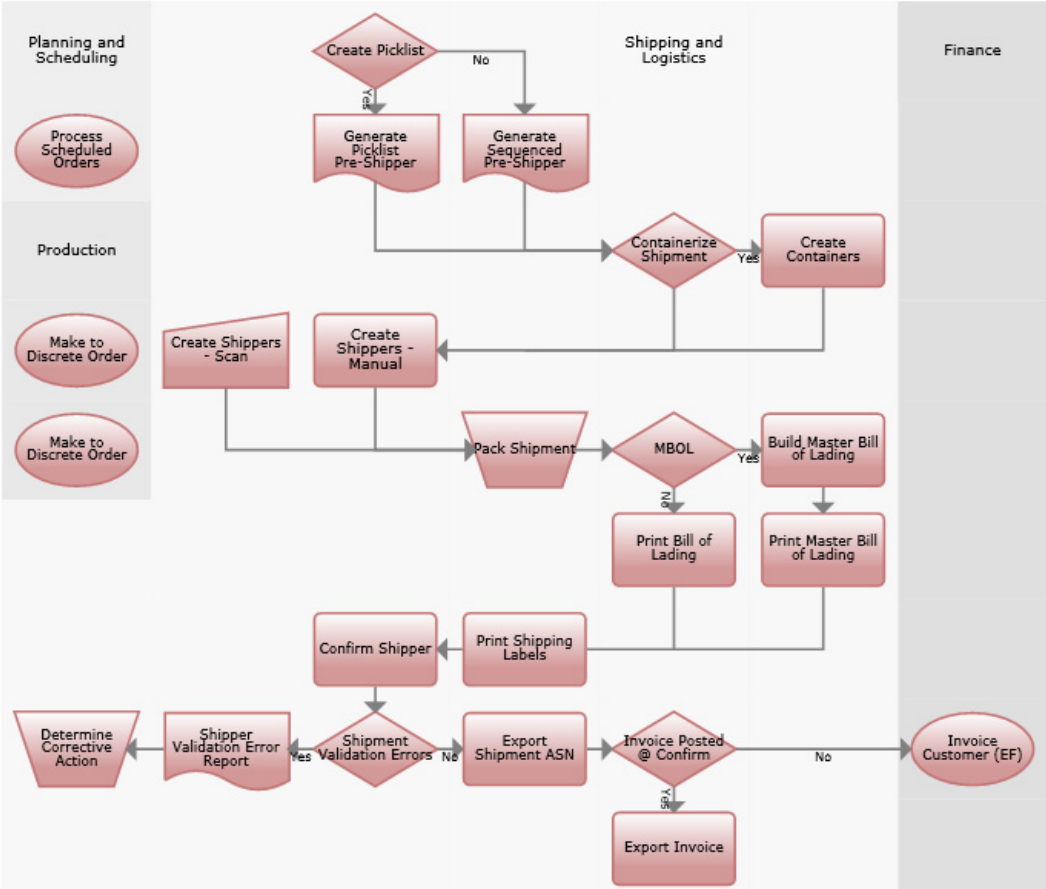 Planning and
Scheduling
Create Picklist
No
Yes
Shipping and
Logistics
Finance
Process
Scheduled
Orders
Generate
Picklist
Pre-Shipper
Generate
Sequenced
Pre-Shipper
Production
Containerize
Shipment
Yes
Create
Containers
Make to
Discrete Order
Create Shippers
- Scan
Create
Shippers -
Manual
Make to
Discrete Order
Pack Shipment
MBOL
Yes
No
Build Master Bill
of Lading
Print Bill of
Lading
Print Master Bill
of Lading
Confirm Shipper
Print Shipping
Labels
Determine
Corrective
Action
Shipper
Validation Error
Report
Yes
Shipment
Validation Errors
No
Export
Shipment ASN
Invoice Posted
@ Confirm
No
Yes
Invoice
Customer (EF)
Export Invoice